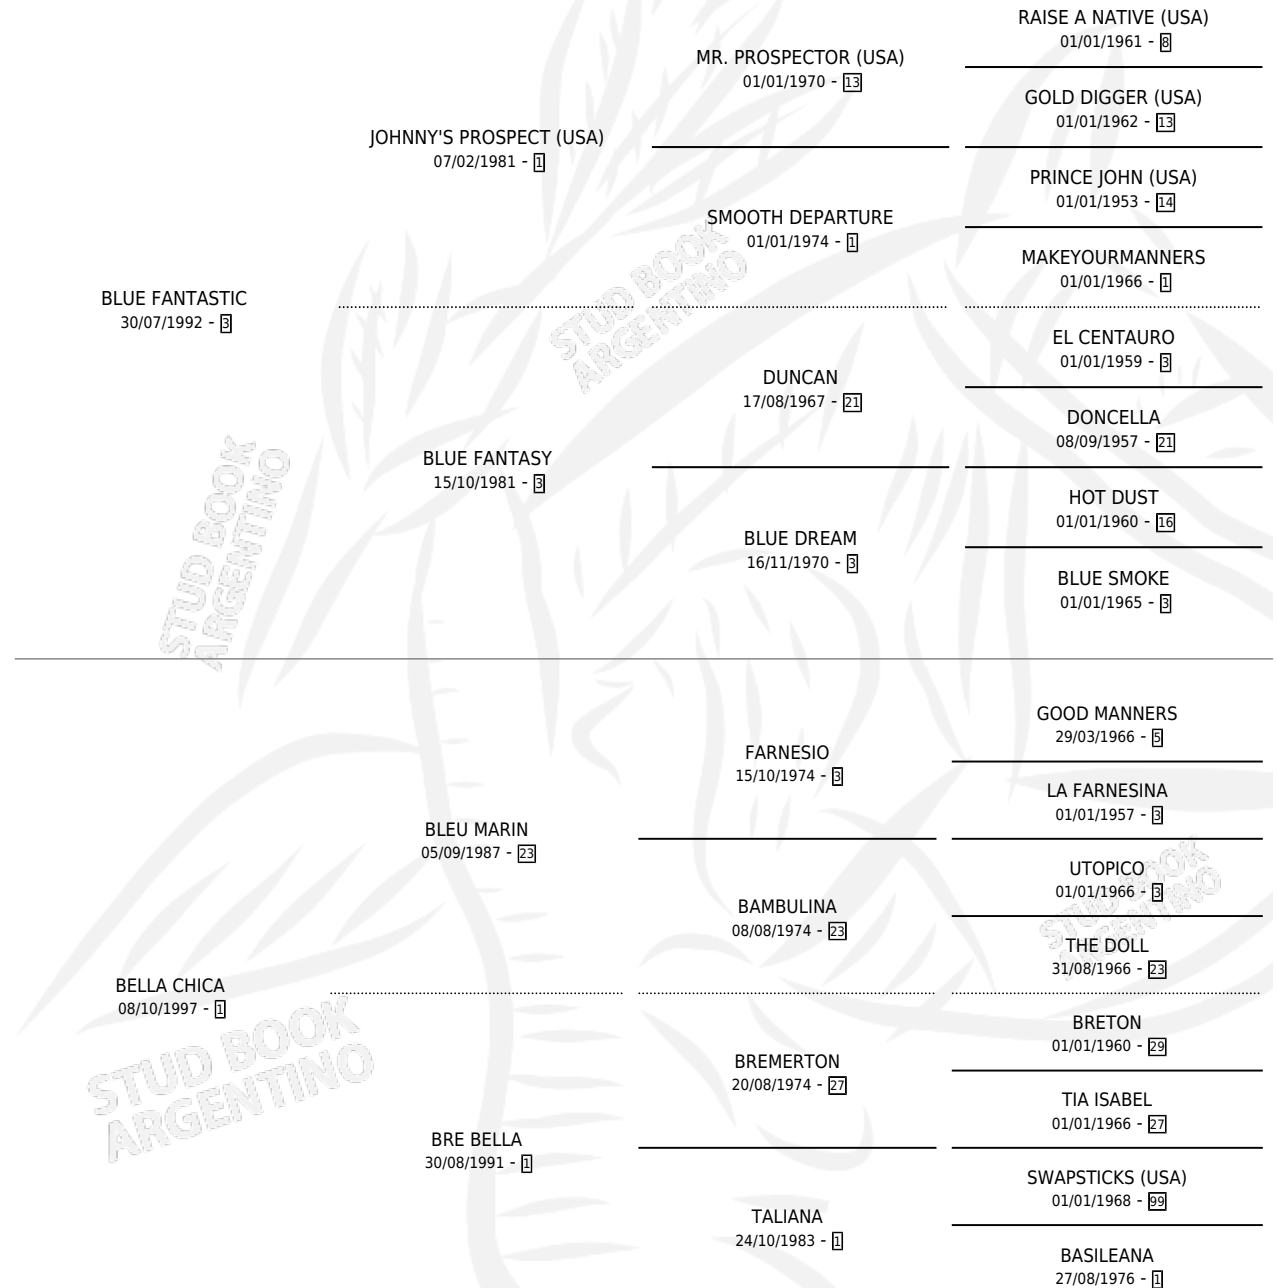 RAISE A NATIVE (USA)
01/01/1961 - 8
MR. PROSPECTOR (USA)
01/01/1970 - 13
GOLD DIGGER (USA)
01/01/1962 - 13
JOHNNY'S PROSPECT (USA)
07/02/1981 - 1
PRINCE JOHN (USA)
01/01/1953 - 14
SMOOTH DEPARTURE
01/01/1974 - 1
MAKEYOURMANNERS
01/01/1966 - 1
BLUE FANTASTIC
30/07/1992 - 3
STUD BOOK
ARGENTINO
EL CENTAURO
01/01/1959 - 3
DUNCAN
17/08/1967 - 21
DONCELLA
08/09/1957 - 21
BLUE FANTASY
15/10/1981 - 3
HOT DUST
01/01/1960 - 16
BLUE DREAM
16/11/1970 - 3
BLUE SMOKE
01/01/1965 - 3
STUD BOOK
ARGENTINO
GOOD MANNERS
29/03/1966 - 5
FARNESIO
15/10/1974 - 3
LA FARNESINA
01/01/1957 - 3
BLEU MARIN
05/09/1987 - 23
UTOPICO
01/01/1966 - 3
BAMBULINA
08/08/1974 - 23
THE DOLL
31/08/1966 - 23
STUD BOOK
ARGENTINO
BELLA CHICA
08/10/1997 - 1
BRETON
01/01/1960 - 29
BREMERTON
20/08/1974 - 27
TIA ISABEL
01/01/1966 - 27
STUD BOOK
ARGENTINO
BRE BELLA
30/08/1991 - 1
SWAPSTICKS (USA)
01/01/1968 - 99
TALIANA
24/10/1983 - 1
BASILEANA
27/08/1976 - 1